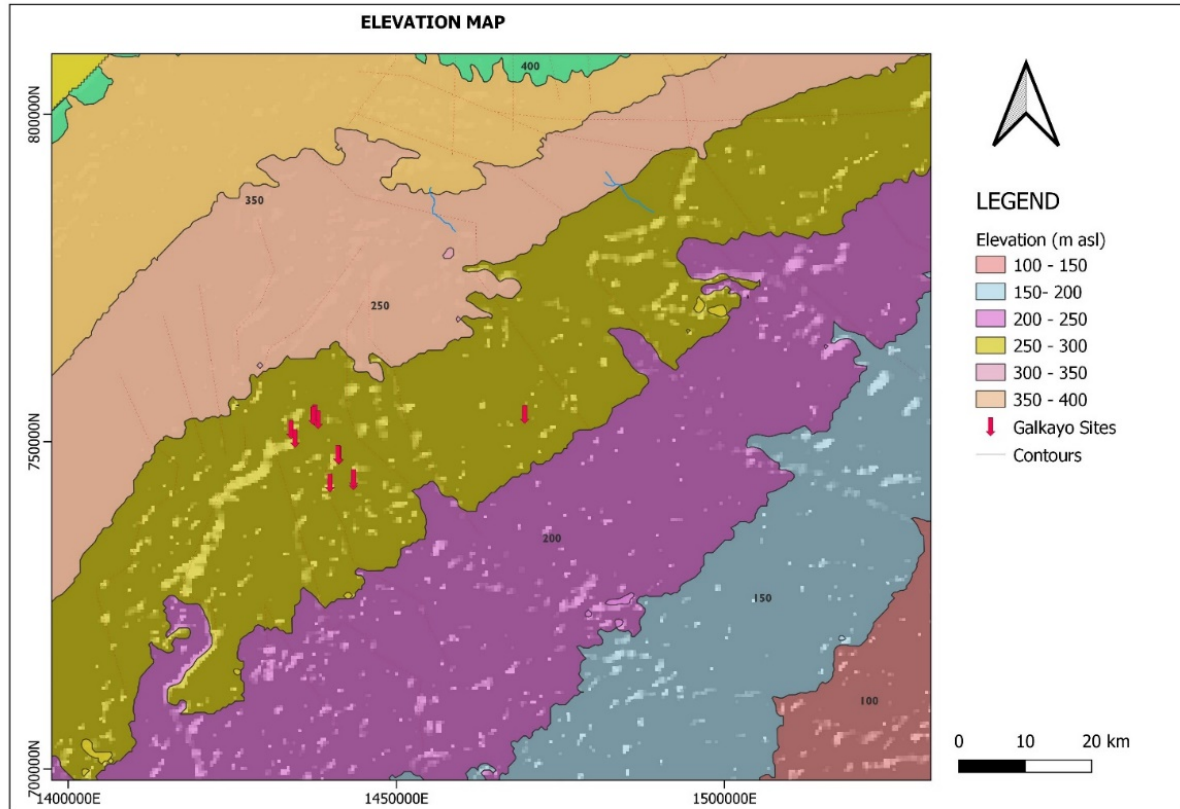 ELEVATION MAP
400
800000N
350
250
750000N
200
150
100
700000N
1400000E
1450000E
1500000E
LEGEND
Elevation (m asl)
100 - 150
150- 200
200 - 250
250 - 300
300 - 350
350 - 400
Galkayo Sites
Contours
0 10 20 km